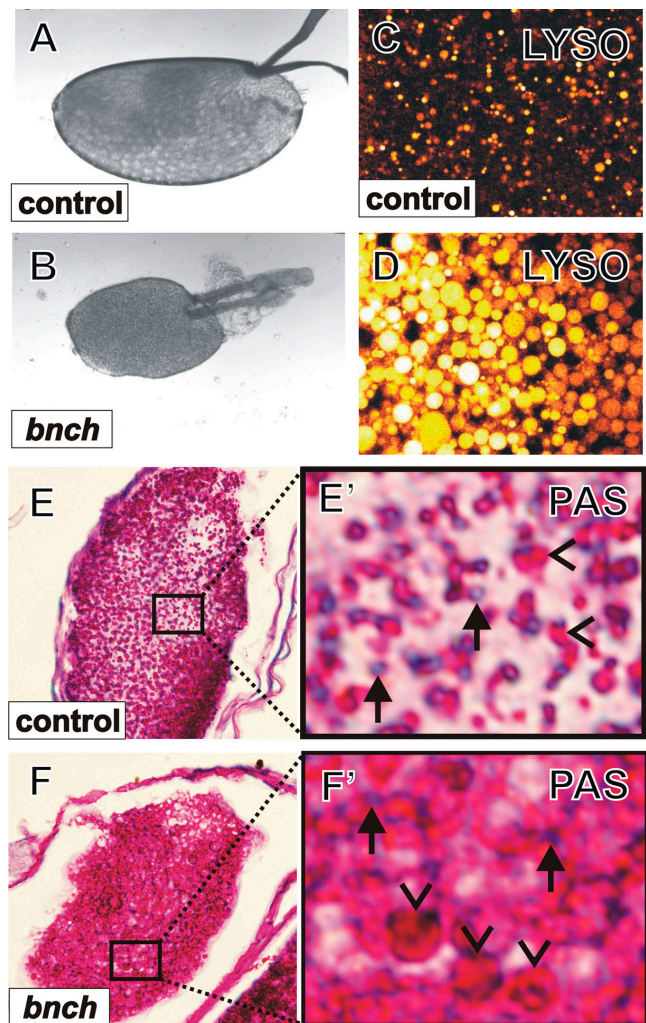 A
control
C
LYSO
control
B
bnch
D
LYSO
E
control
E'
PAS
F
bnch
F'
PAS